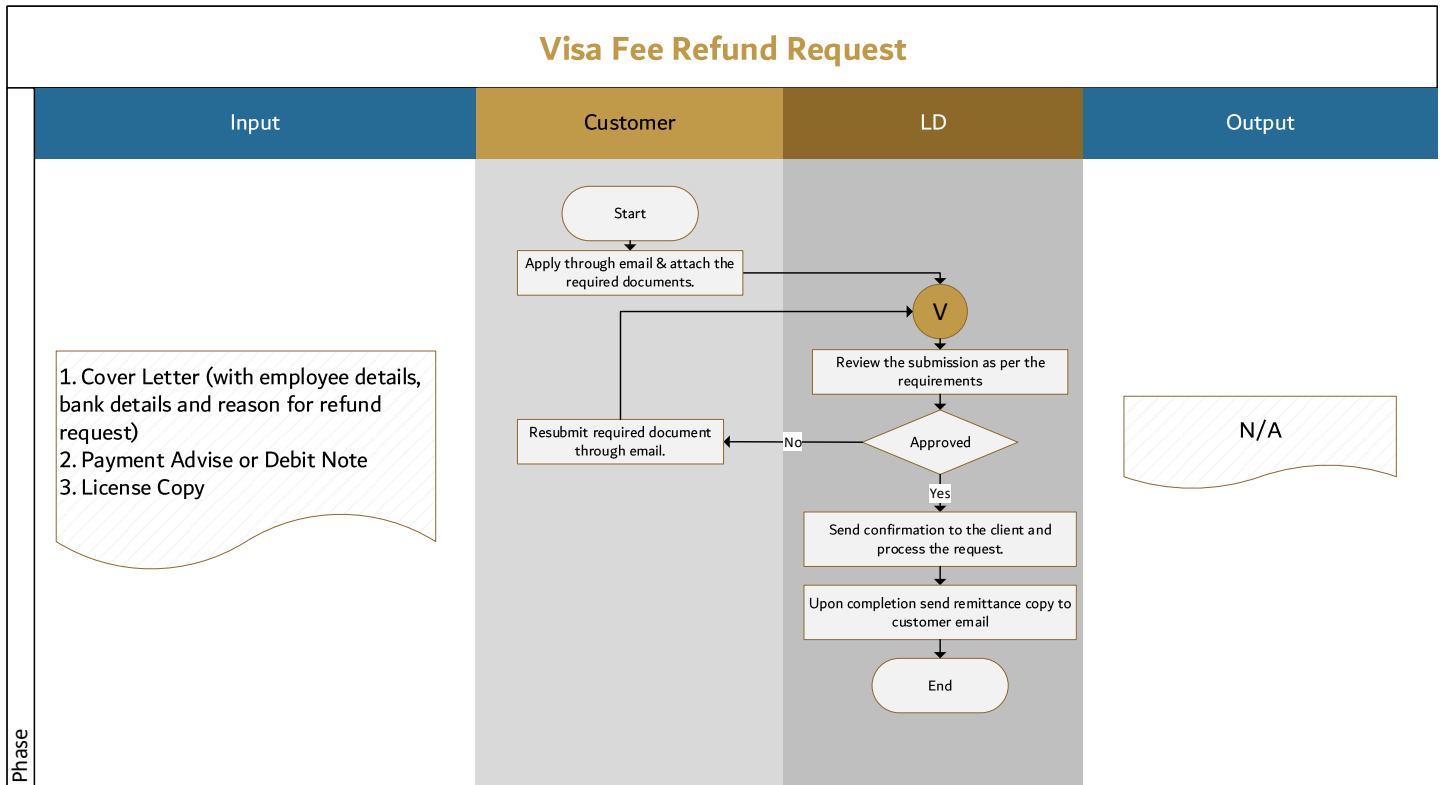 Visa Fee Refund Request
Input
Customer
LD
Output
Start
Apply through email & attach the
required documents.
V
1. Cover Letter (with employee details,
bank details and reason for refund
request)
2. Payment Advise or Debit Note
3. License Copy
Review the submission as per the
requirements
Resubmit required document
through email.
No
Approved
N/A
Yes
Send confirmation to the client and
process the request.
Upon completion send remittance copy to
customer email
End
Phase